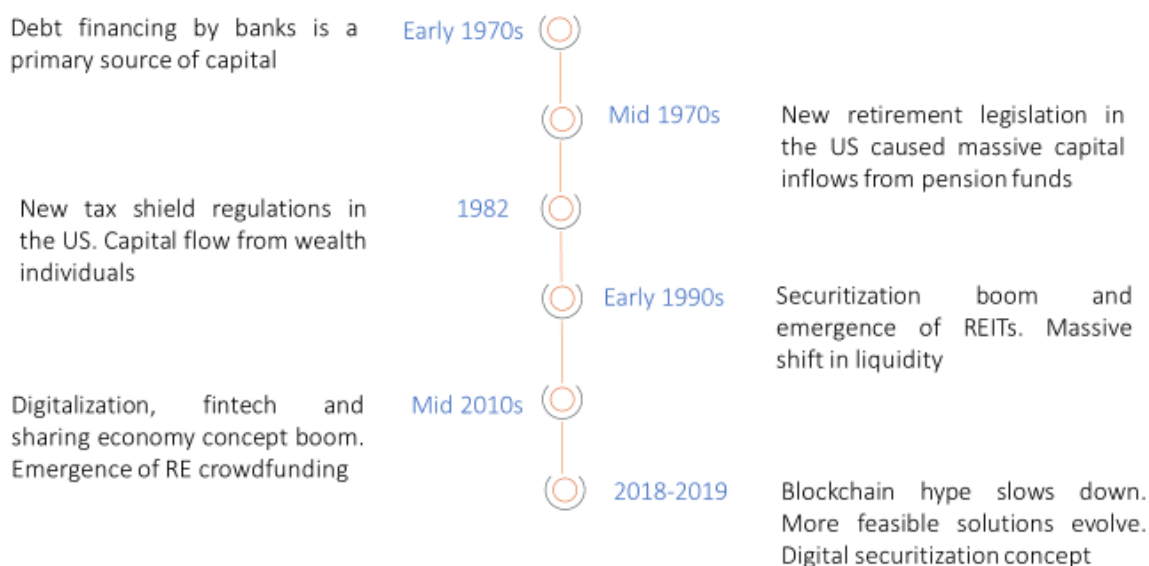 Debt financing by banks is a
primary source of capital
Early 1970s
Mid 1970s
New retirement legislation in
the US caused massive capital
inflows from pension funds
New tax shield regulations in
the US. Capital flow from wealth
individuals
1982
Early 1990s
Securitization boom and
emergence of REITs. Massive
shift in liquidity
Digitalization, fintech and
sharing economy concept boom.
Emergence of RE crowdfunding
Mid 2010s
2018-2019
Blockchain hype slows down.
More feasible solutions evolve.
Digital securitization concept